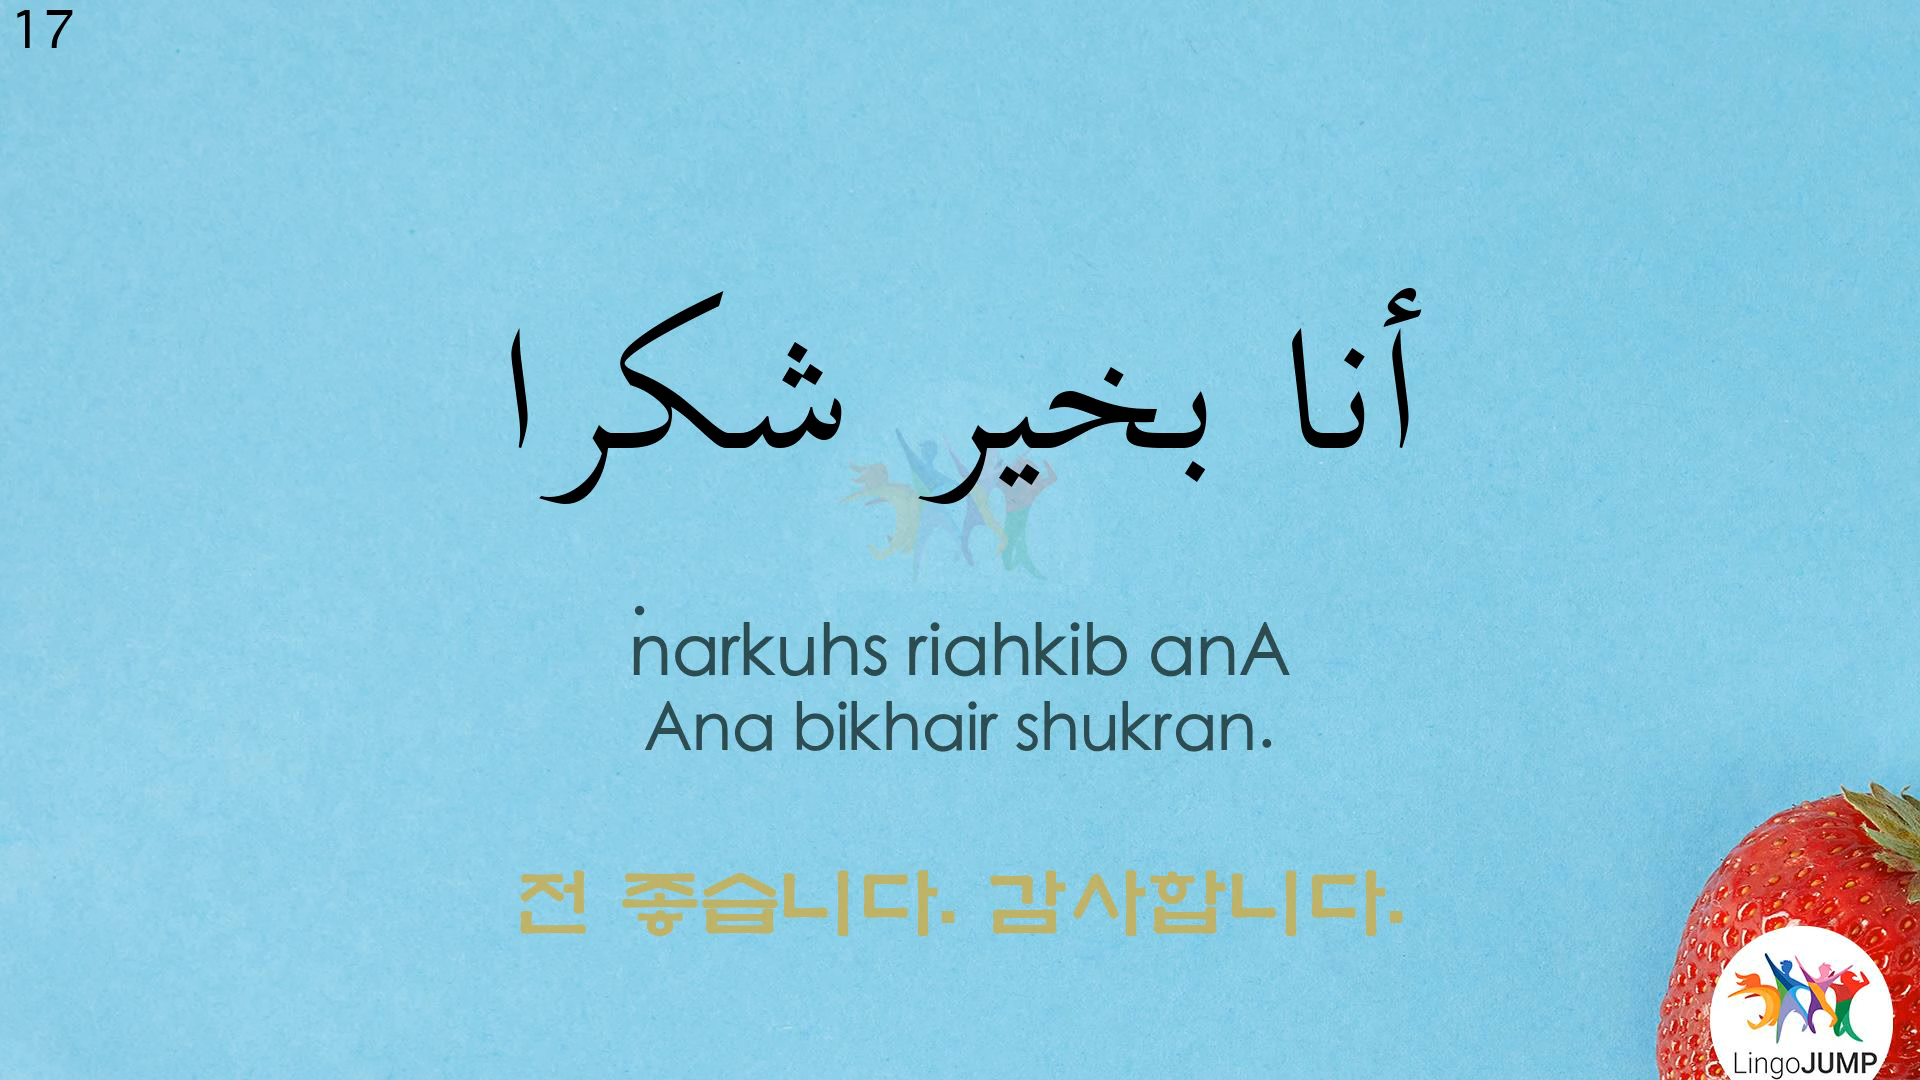 17
أنا بخير شكرا
ṅarkuhs riahkib anA
Ana bikhair shukran.
전 좋습니다. 감사합니다.
LingoJUMP